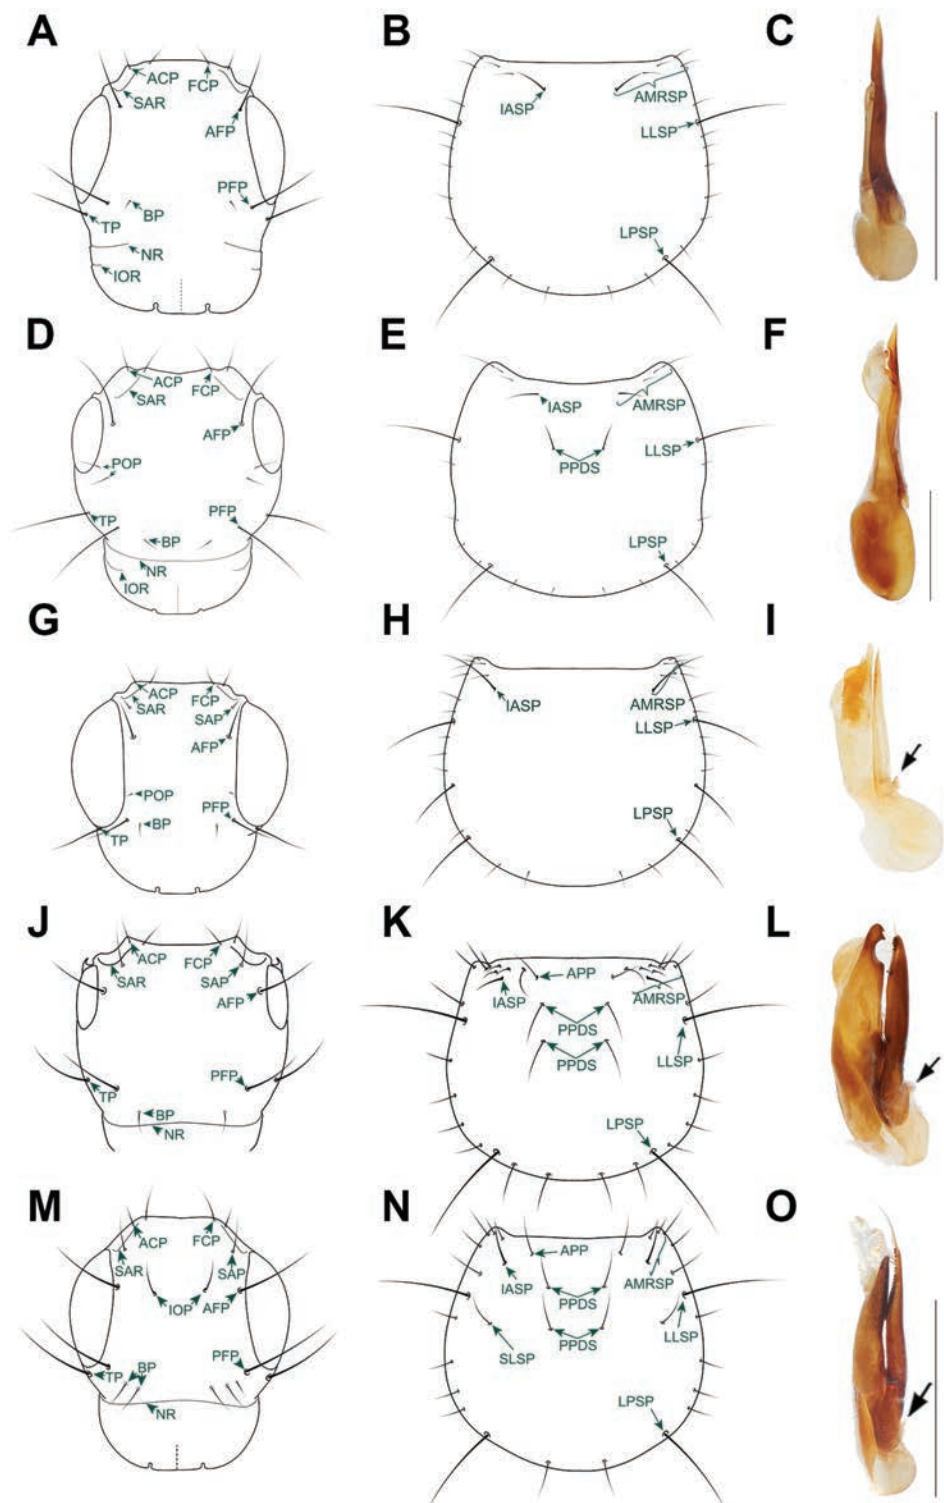 A
ACP
FCP
SAR
AFP
PFP
BP
TP
NR
IOR
B
IASP
AMRSP
LLSP
LPSP
C
D
ACP
FCP
SAR
AFP
POP
TP
PFP
BP
NR
IOR
E
IASP
AMRSP
LLSP
PPDS
LPSP
F
G
ACP
FCP
SAR
SAP
AFP
POP
PFP
BP
TP
H
IASP
AMRSP
LLSP
LPSP
I
J
ACP
FCP
SAR
SAP
AFP
PFP
TP
BP
NR
K
APP
IASP
AMRSP
PPDS
PPDS
LLSP
LPSP
L
M
ACP
FCP
SAR
SAP
IOP
AFP
PFP
TP
BP
NR
N
APP
IASP
AMRSP
PPDS
LLSP
PPDS
SLSP
LPSP
O